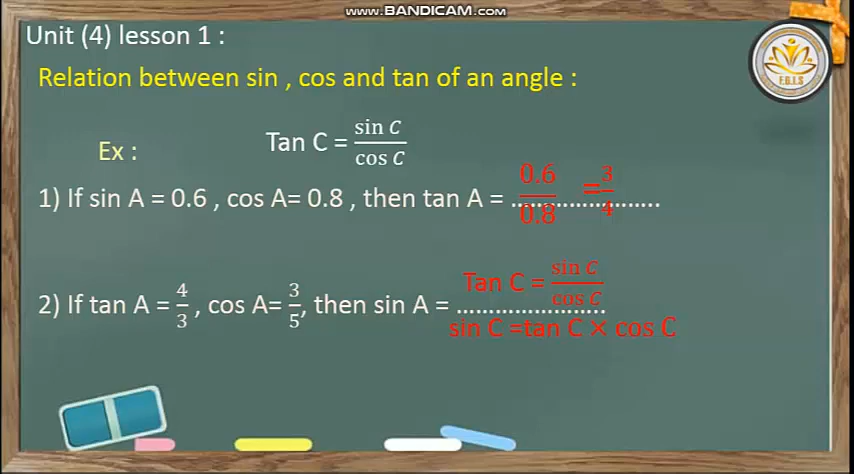 WWW.BANDICAM.COM
Unit (4) lesson 1 :
Relation between sin , cos and tan of an angle :
F.G.I.S
Ex :
Tan C = sin C / cos C
1) If sin A = 0.6 , cos A= 0.8 , then tan A = ...................... 0.6 / 0.8 = 3 / 4
Tan C = sin C / cos C
2) If tan A = 4/3 , cos A= 3/5, then sin A = .......................
sin C =tan C × cos C